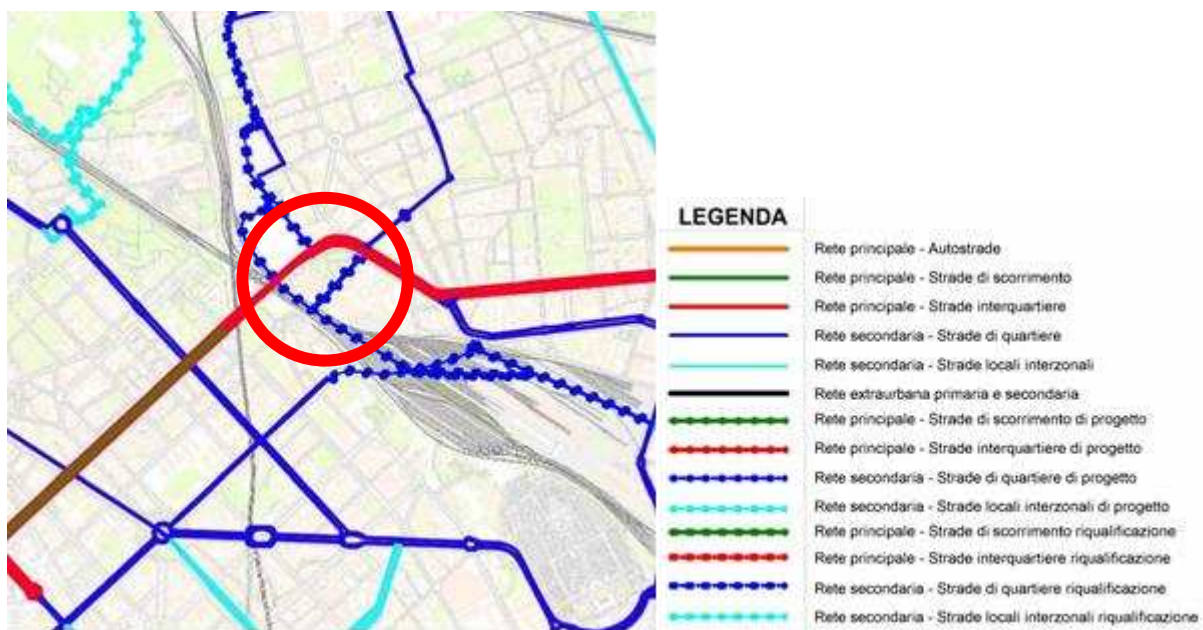 LEGENDA
Rete principale - Autostrade
Rete principale - Strade di scorrimento
Rete principale - Strade interquartiere
Rete secondaria - Strade di quartiere
Rete secondaria - Strade locali interzonali
Rete extraurbana primaria e secondaria
Rete principale - Strade di scorrimento di progetto
Rete principale - Strade interquartiere di progetto
Rete secondaria - Strade di quartiere di progetto
Rete secondaria - Strade locali interzonali di progetto
Rete principale - Strade di scorrimento riqualificazione
Rete principale - Strade interquartiere riqualificazione
Rete secondaria - Strade di quartiere riqualificazione
Rete secondaria - Strade locali interzonali riqualificazione